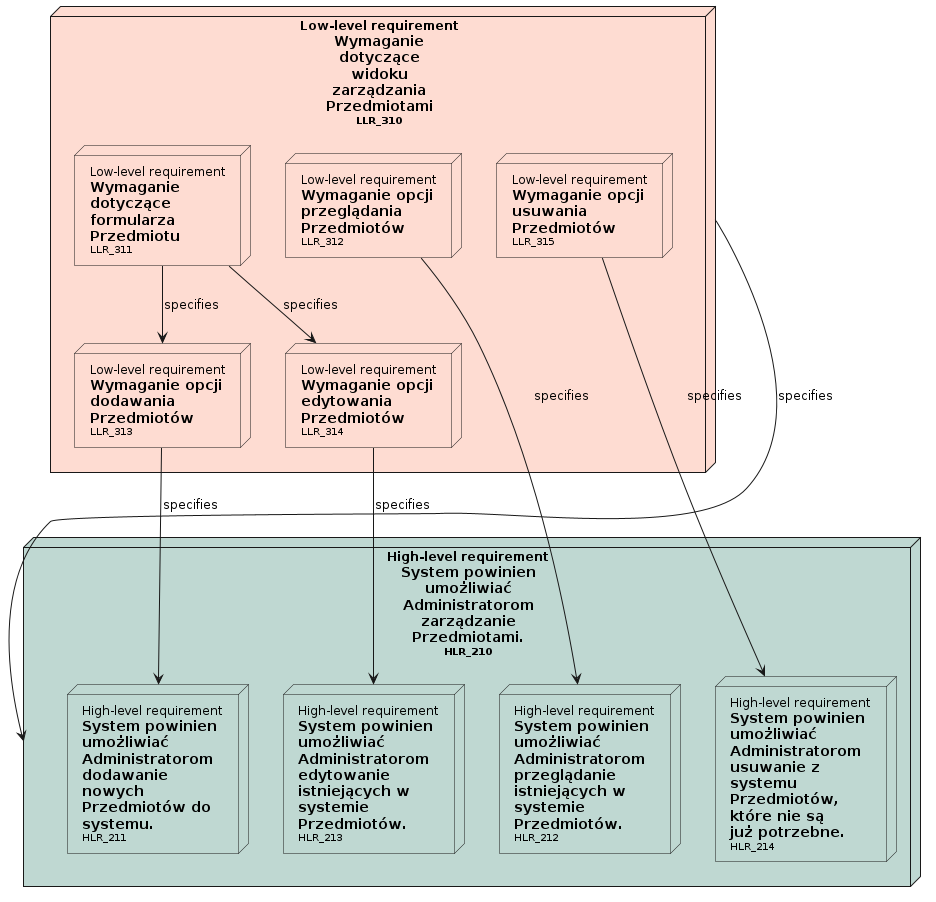 Low-level requirement
Wymaganie
dotyczące
widoku
zarządzania
Przedmiotami
LLR_310
Low-level requirement
Wymaganie
dotyczące
formularza
Przedmiotu
LLR_311
Low-level requirement
Wymaganie opcji
przeglądania
Przedmiotów
LLR_312
Low-level requirement
Wymaganie opcji
usuwania
Przedmiotów
LLR_315
specifies
specifies
Low-level requirement
Wymaganie opcji
dodawania
Przedmiotów
LLR_313
Low-level requirement
Wymaganie opcji
edytowania
Przedmiotów
LLR_314
specifies
specifies
specifies
specifies
specifies
High-level requirement
System powinien
umożliwiać
Administratorom
zarządzanie
Przedmiotami.
HLR_210
High-level requirement
System powinien
umożliwiać
Administratorom
dodawanie
nowych
Przedmiotów do
systemu.
HLR_211
High-level requirement
System powinien
umożliwiać
Administratorom
edytowanie
istniejących w
systemie
Przedmiotów.
HLR_213
High-level requirement
System powinien
umożliwiać
Administratorom
przeglądanie
istniejących w
systemie
Przedmiotów.
HLR_212
High-level requirement
System powinien
umożliwiać
Administratorom
usuwanie z
systemu
Przedmiotów,
które nie są
już potrzebne.
HLR_214